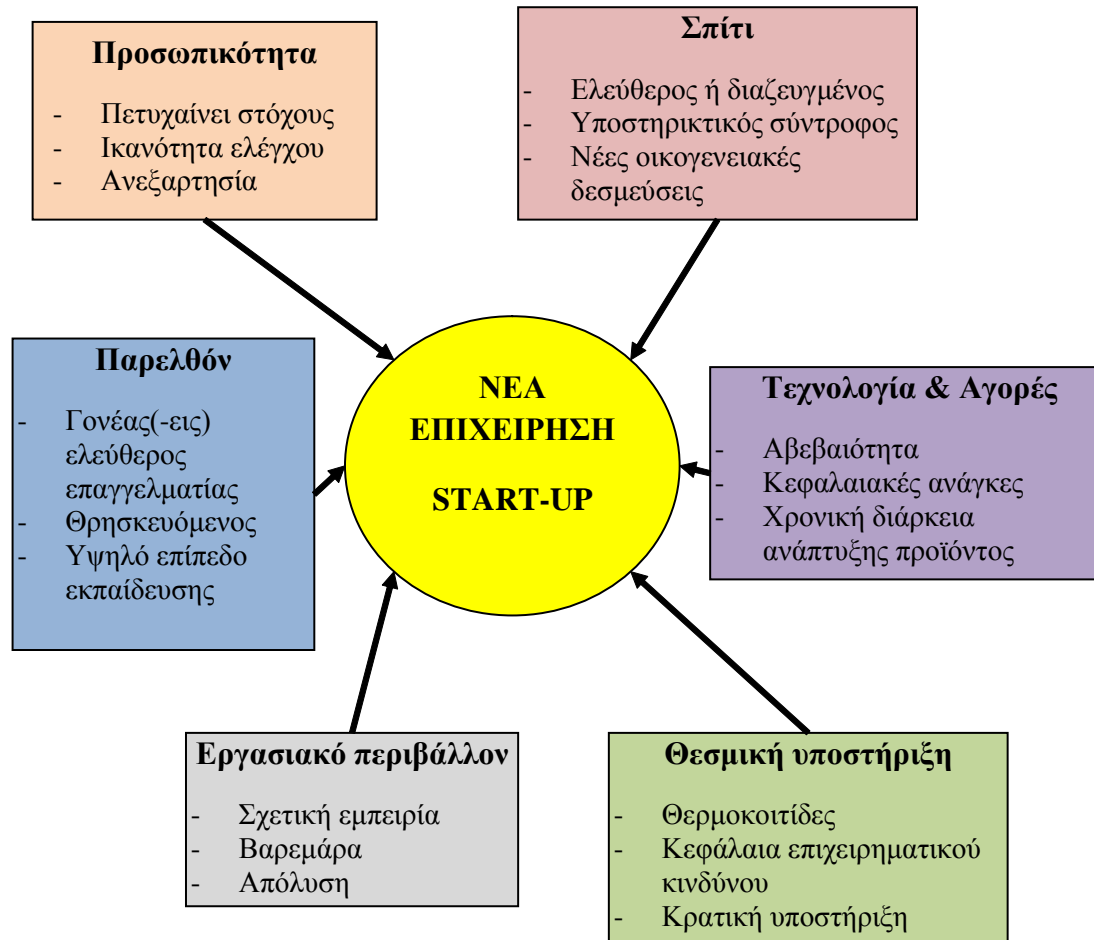 Προσωπικότητα
- Πετυχαίνει στόχους
- Ικανότητα ελέγχου
- Ανεξαρτησία
Σπίτι
- Ελεύθερος ή διαζευγμένος
- Υποστηρικτικός σύντροφος
- Νέες οικογενειακές
δεσμεύσεις
Παρελθόν
- Γονέας(-εις)
ελεύθερος
επαγγελματίας
- Θρησκευόμενος
- Υψηλό επίπεδο
εκπαίδευσης
ΝΕΑ
ΕΠΙΧΕΙΡΗΣΗ
START-UP
Τεχνολογία & Αγορές
- Αβεβαιότητα
- Κεφαλαιακές ανάγκες
- Χρονική διάρκεια
ανάπτυξης προϊόντος
Εργασιακό περιβάλλον
- Σχετική εμπειρία
- Βαρεμάρα
- Απόλυση
Θεσμική υποστήριξη
- Θερμοκοιτίδες
- Κεφάλαια επιχειρηματικού
κινδύνου
- Κρατική υποστήριξη